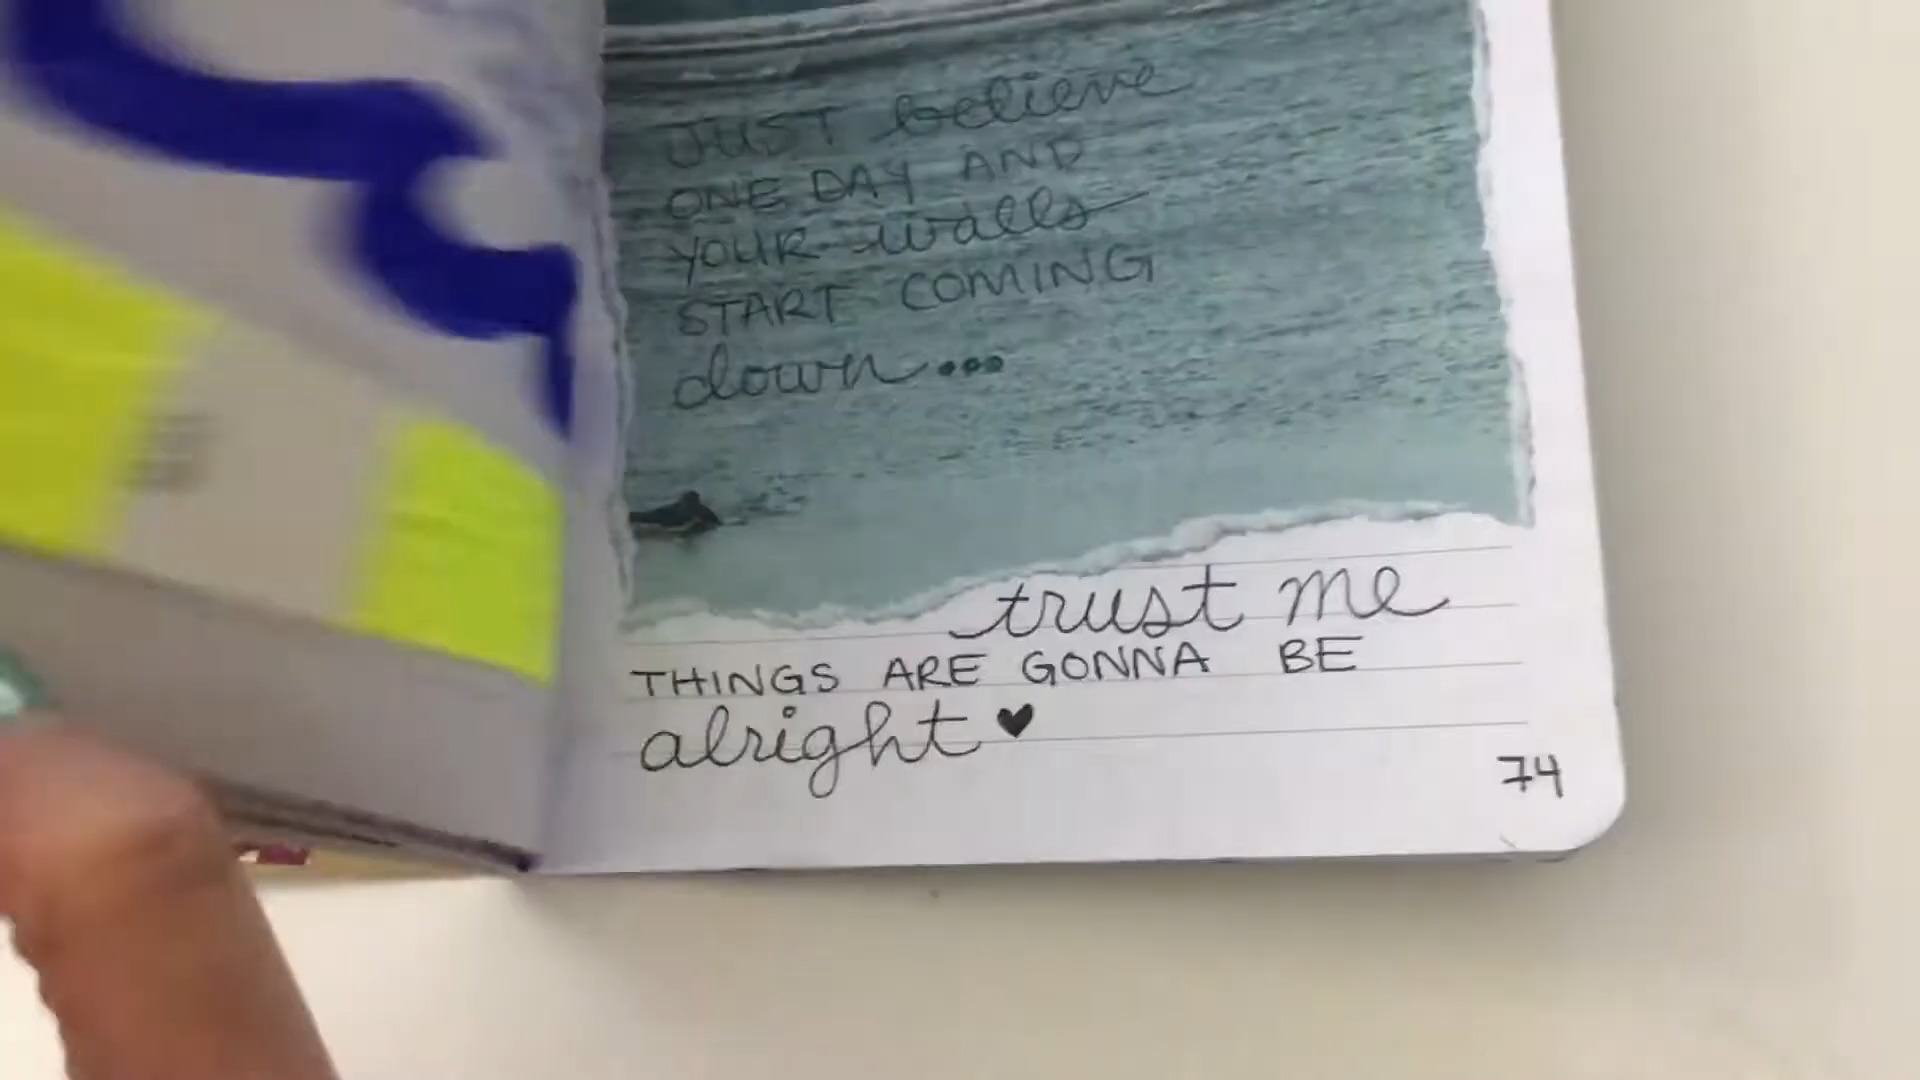 JUST believe
ONE DAY AND
YOUR walls
START COMING
down...
trust me
THINGS ARE GONNA BE
alright ♥
74